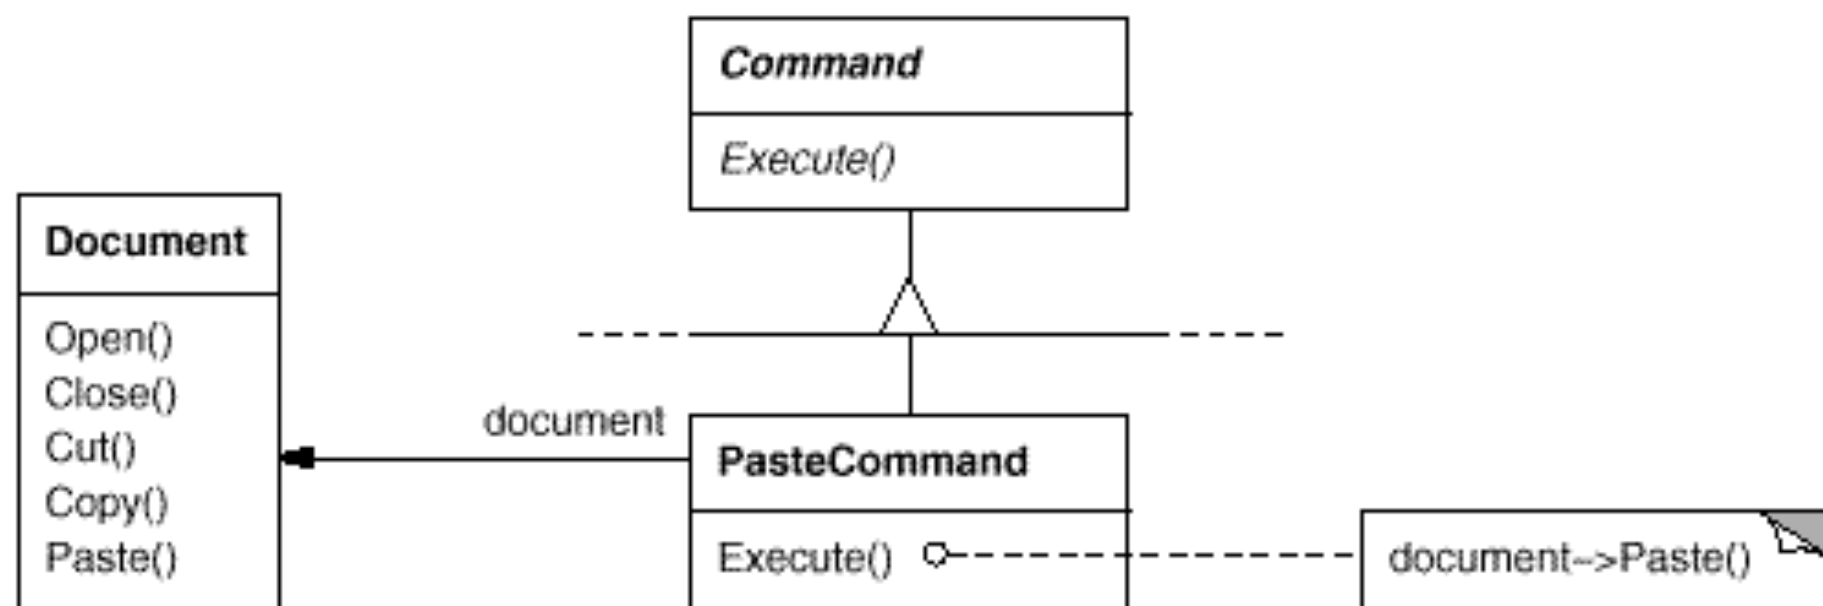 Command
Execute()
Document
Open()
Close()
Cut()
Copy()
Paste()
document
PasteCommand
Execute()
document–>Paste()